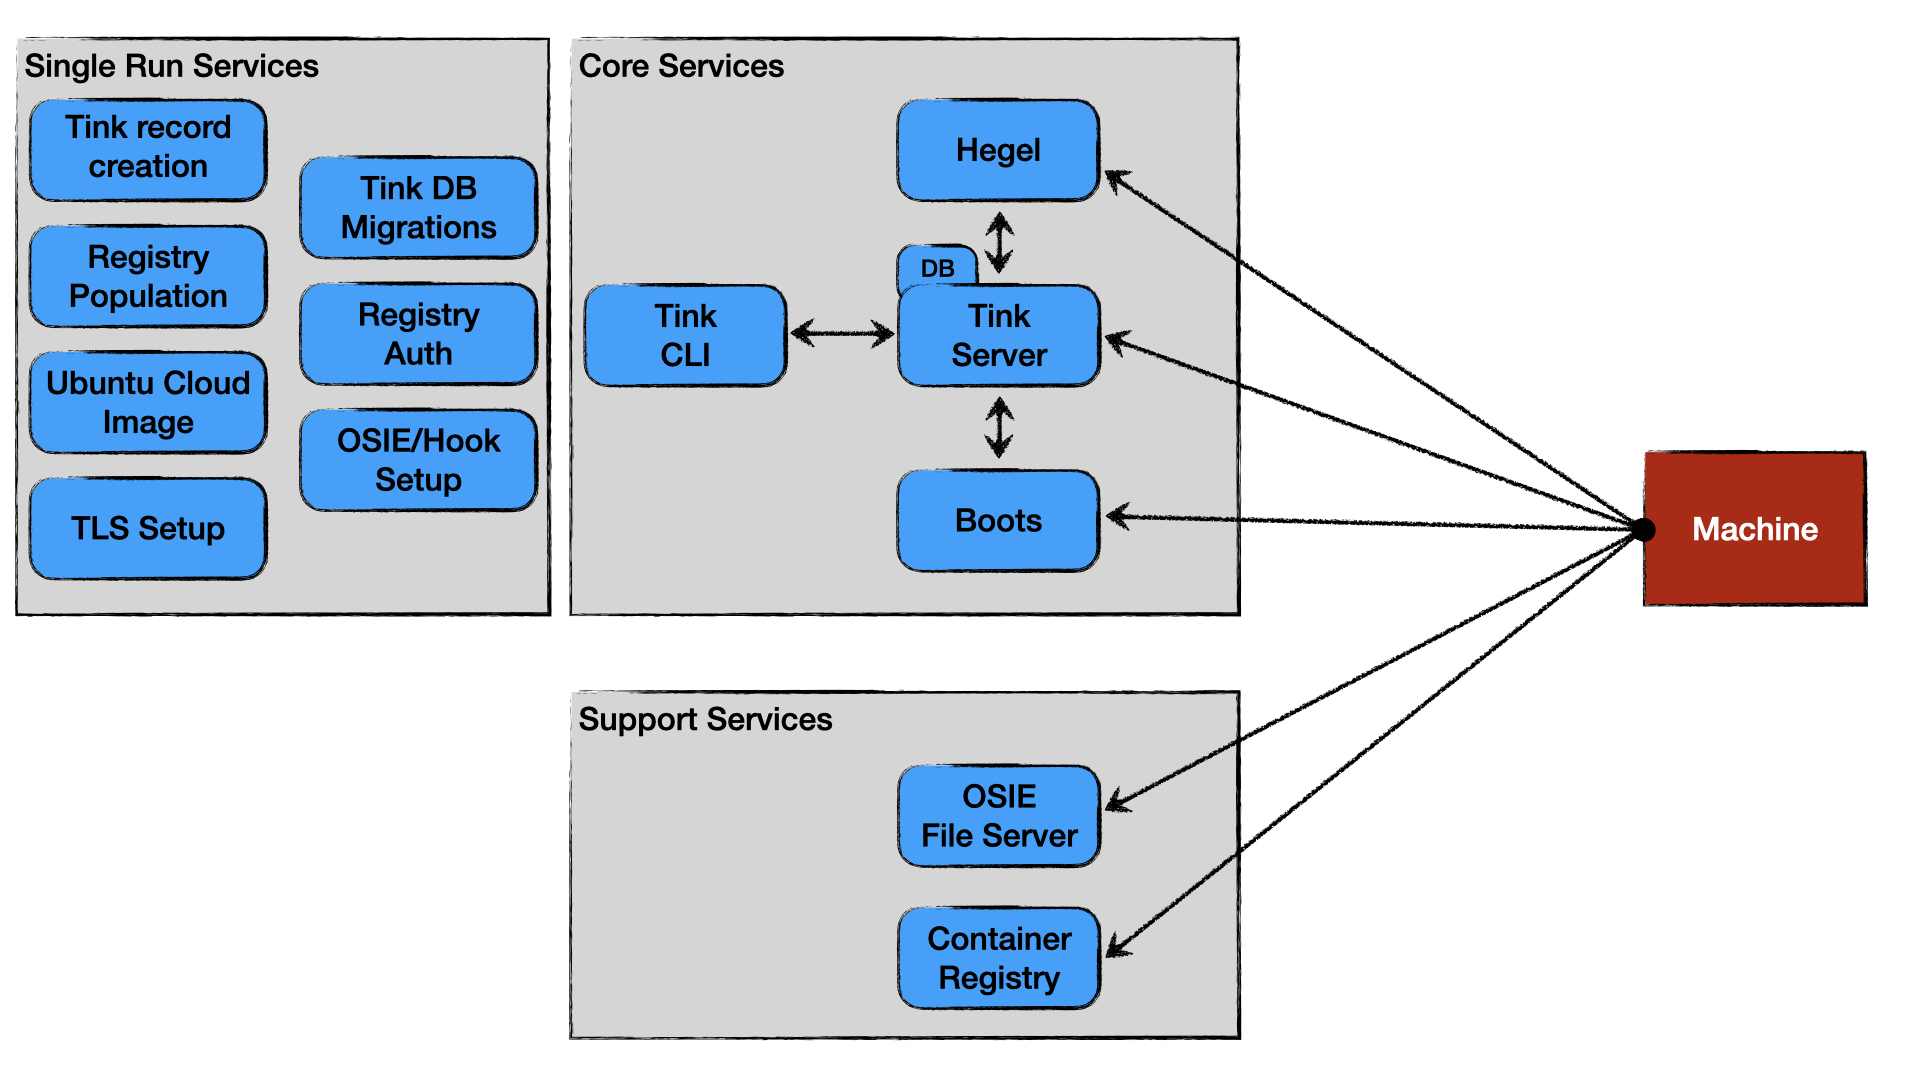 Single Run Services
Tink record
creation
Registry
Population
Ubuntu Cloud
Image
TLS Setup
Tink DB
Migrations
Registry
Auth
OSIE/Hook
Setup
Core Services
Hegel
DB
Tink
CLI
Tink
Server
Boots
Machine
Support Services
OSIE
File Server
Container
Registry